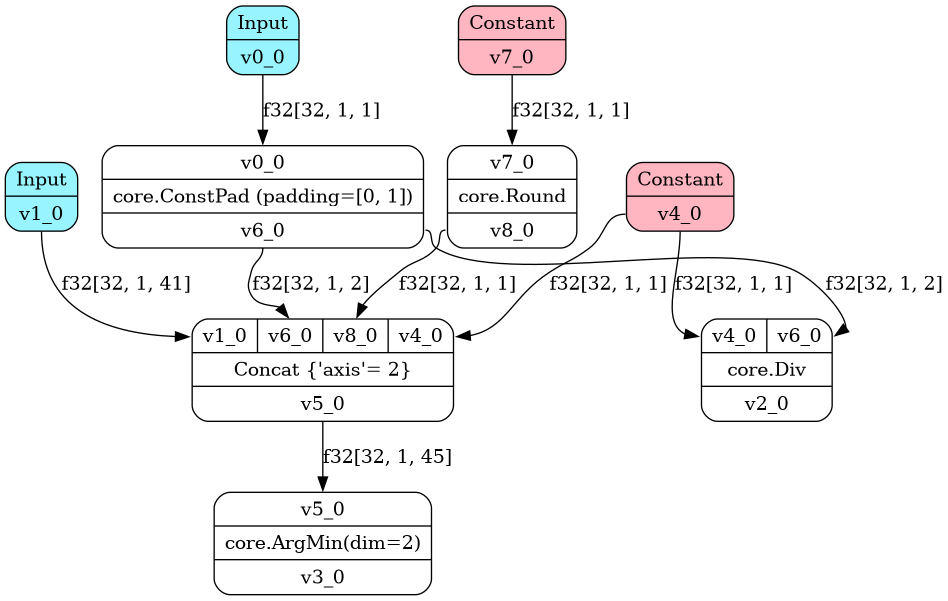 Input
v0_0
Constant
v7_0
f32[32, 1, 1]
f32[32, 1, 1]
Input
v1_0
v0_0
core.ConstPad (padding=[0, 1])
v6_0
v7_0
core.Round
v8_0
Constant
v4_0
f32[32, 1, 41]
f32[32, 1, 2]
f32[32, 1, 1]
f32[32, 1, 1]
f32[32, 1, 1]
f32[32, 1, 2]
v1_0 v6_0 v8_0 v4_0
Concat {'axis'= 2}
v5_0
v4_0 v6_0
core.Div
v2_0
f32[32, 1, 45]
v5_0
core.ArgMin(dim=2)
v3_0